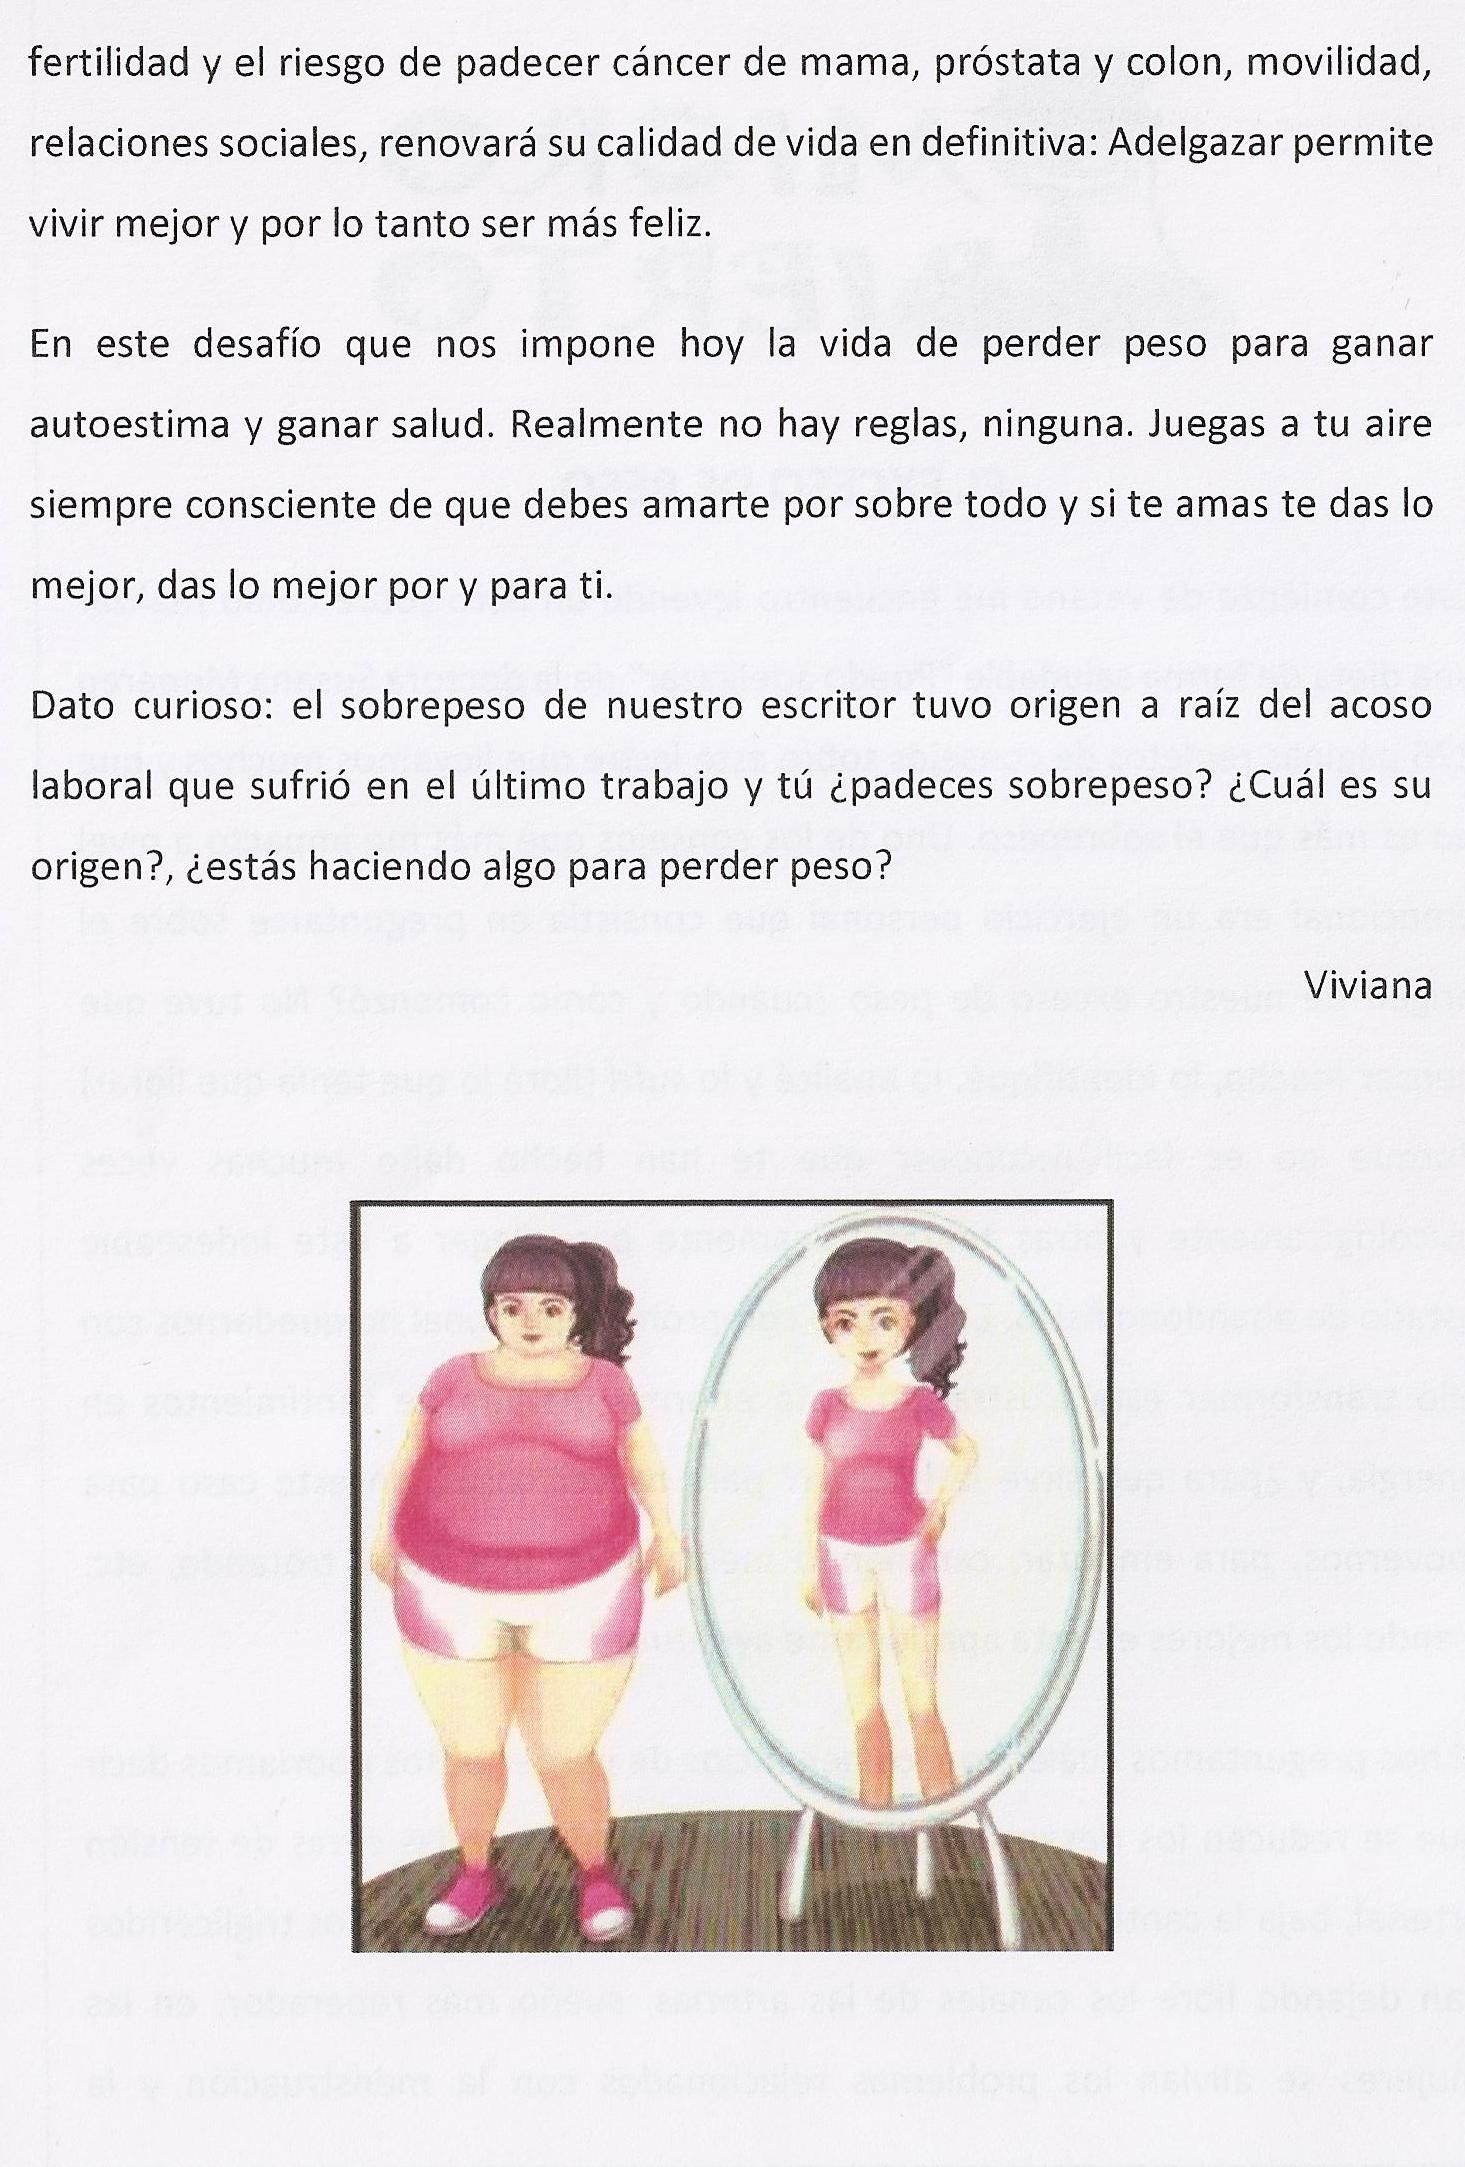 fertilidad y el riesgo de padecer cáncer de mama, próstata y colon, movilidad,
relaciones sociales, renovará su calidad de vida en definitiva: Adelgazar permite
vivir mejor y por lo tanto ser más feliz.
En este desafío que nos impone hoy la vida de perder peso para ganar
autoestima y ganar salud. Realmente no hay reglas, ninguna. Juegas a tu aire
siempre consciente de que debes amarte por sobre todo y si te amas te das lo
mejor, das lo mejor por y para ti.
Dato curioso: el sobrepeso de nuestro escritor tuvo origen a raíz del acoso
laboral que sufrió en el último trabajo y tú ¿padeces sobrepeso? ¿Cuál es su
origen?, ¿estás haciendo algo para perder peso?
Viviana